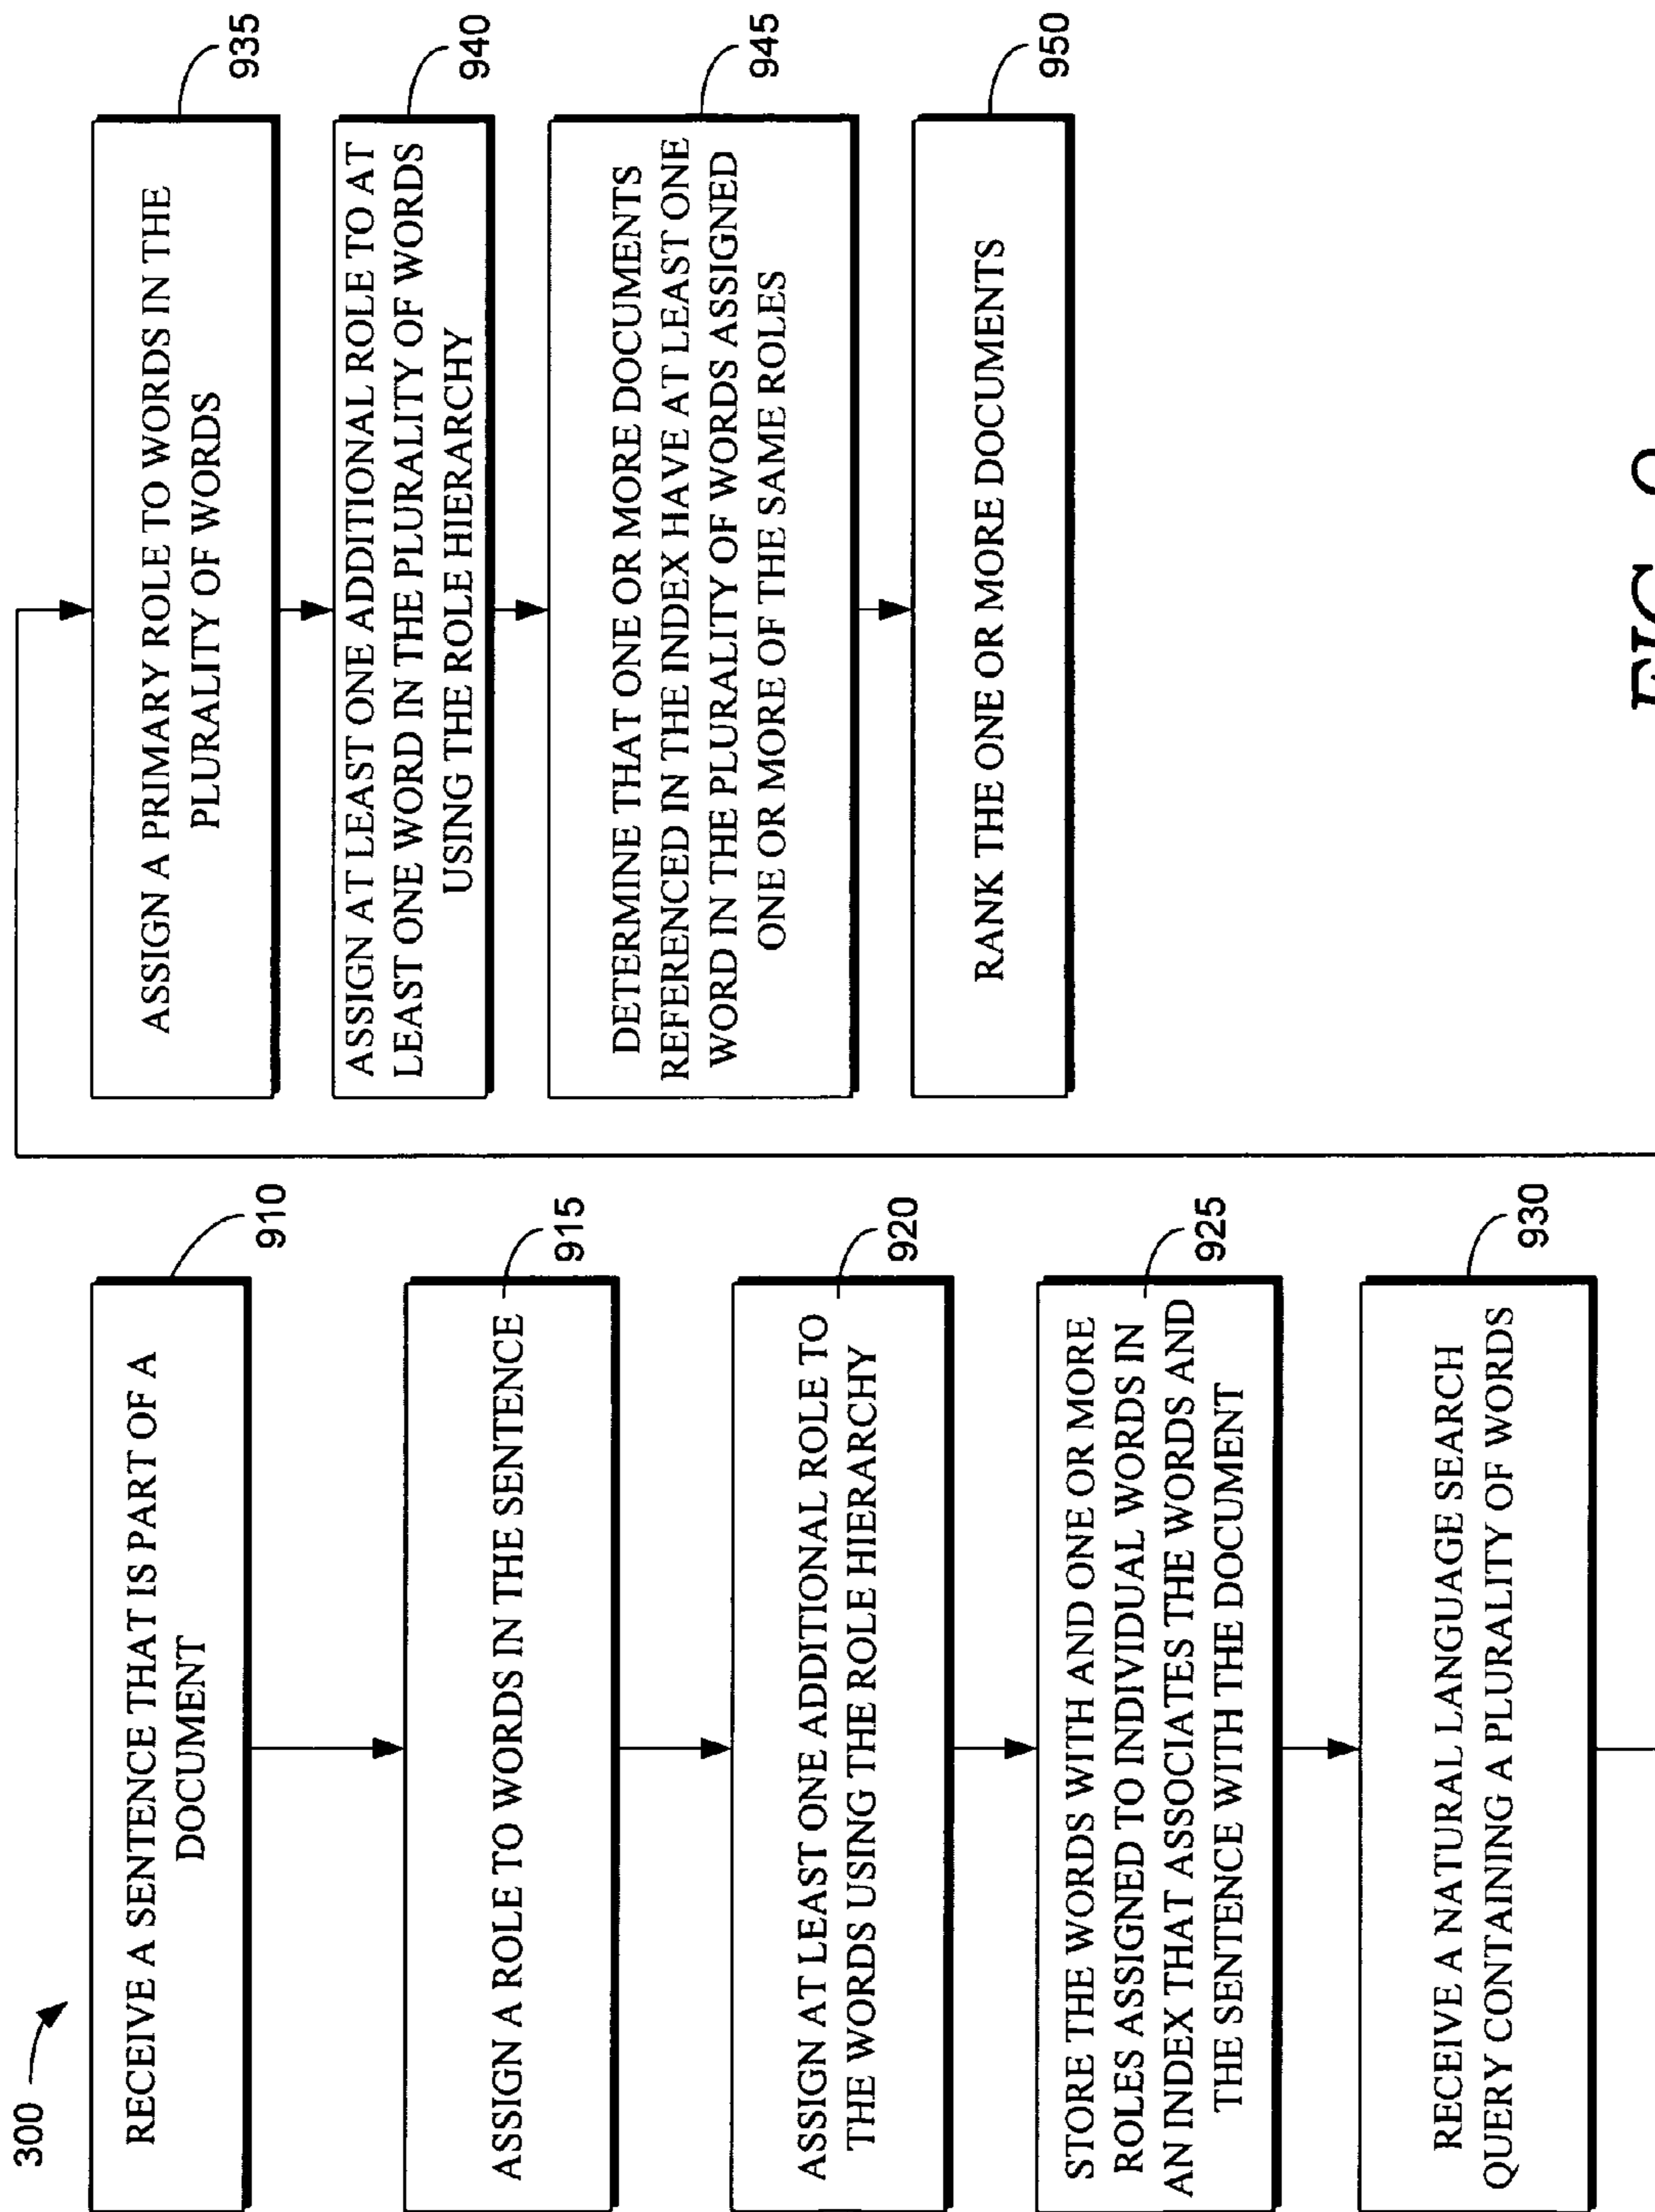 300
RECEIVE A SENTENCE THAT IS PART OF A
DOCUMENT
910
ASSIGN A ROLE TO WORDS IN THE SENTENCE
915
ASSIGN AT LEAST ONE ADDITIONAL ROLE TO
THE WORDS USING THE ROLE HIERARCHY
920
STORE THE WORDS WITH AND ONE OR MORE
ROLES ASSIGNED TO INDIVIDUAL WORDS IN
AN INDEX THAT ASSOCIATES THE WORDS AND
THE SENTENCE WITH THE DOCUMENT
925
RECEIVE A NATURAL LANGUAGE SEARCH
QUERY CONTAINING A PLURALITY OF WORDS
930
ASSIGN A PRIMARY ROLE TO WORDS IN THE
PLURALITY OF WORDS
935
ASSIGN AT LEAST ONE ADDITIONAL ROLE TO AT
LEAST ONE WORD IN THE PLURALITY OF WORDS
USING THE ROLE HIERARCHY
940
DETERMINE THAT ONE OR MORE DOCUMENTS
REFERENCED IN THE INDEX HAVE AT LEAST ONE
WORD IN THE PLURALITY OF WORDS ASSIGNED
ONE OR MORE OF THE SAME ROLES
945
RANK THE ONE OR MORE DOCUMENTS
950
FIG.